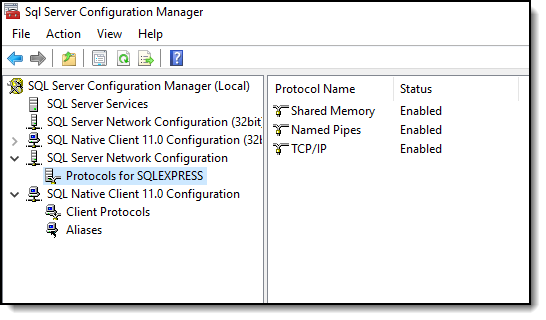 Sql Server Configuration Manager
File Action View Help
SQL Server Configuration Manager (Local)
SQL Server Services
SQL Server Network Configuration (32bit)
SQL Native Client 11.0 Configuration (32
SQL Server Network Configuration
Protocols for SQLEXPRESS
SQL Native Client 11.0 Configuration
Client Protocols
Aliases
Protocol Name Status
Shared Memory Enabled
Named Pipes Enabled
TCP/IP Enabled